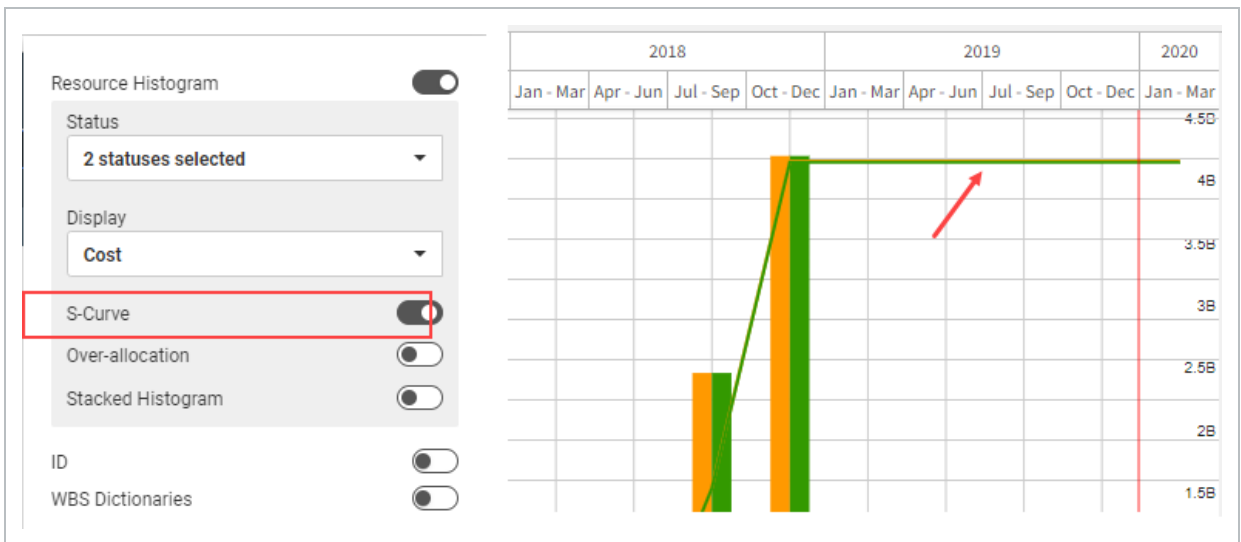 Resource Histogram
Status
2 statuses selected
Display
Cost
S-Curve
Over-allocation
Stacked Histogram
ID
WBS Dictionaries
2018 2019 2020
Jan - Mar Apr - Jun Jul - Sep Oct - Dec Jan - Mar Apr - Jun Jul - Sep Oct - Dec Jan - Mar
4.5B
4B
3.5B
3B
2.5B
2B
1.5B